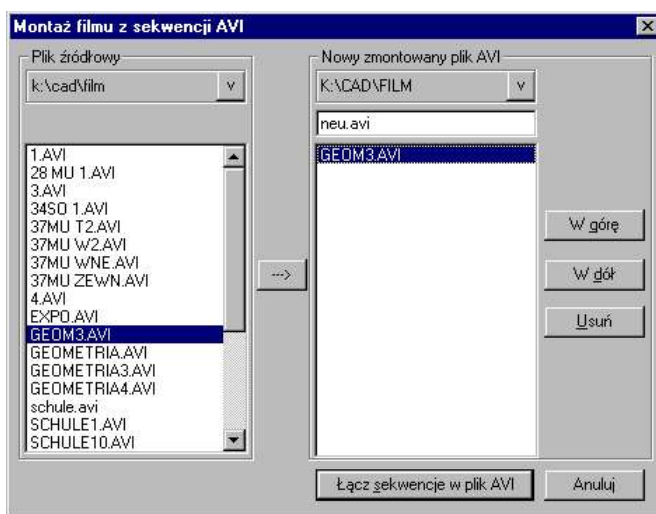 Montaż filmu z sekwencji AVI
Plik źródłowy
k:\cad\film
1.AVI
28 MU 1.AVI
3.AVI
34SO 1.AVI
37MU T2.AVI
37MU W2.AVI
37MU WNE.AVI
37MU ZEWN.AVI
4.AVI
EXPO.AVI
GEOM3.AVI
GEOMETRIA.AVI
GEOMETRIA3.AVI
GEOMETRIA4.AVI
schule.avi
SCHULE1.AVI
SCHULE10.AVI
--->
Nowy zmontowany plik AVI
K:\CAD\FILM
neu.avi
GEOM3.AVI
W górę
W dół
Usuń
Łącz sekwencje w plik AVI
Anuluj